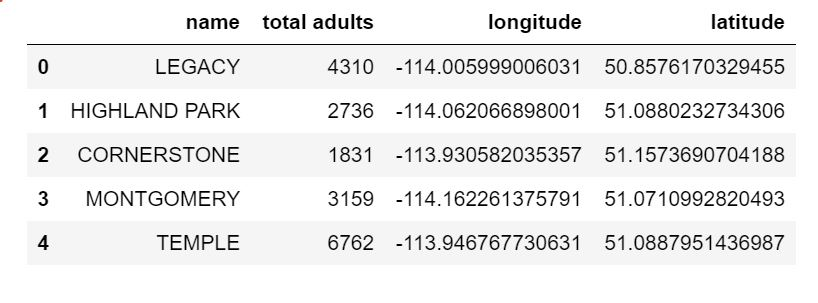 name total adults longitude latitude
0 LEGACY 4310 -114.005999006031 50.8576170329455
1 HIGHLAND PARK 2736 -114.062066898001 51.0880232734306
2 CORNERSTONE 1831 -113.930582035357 51.1573690704188
3 MONTGOMERY 3159 -114.162261375791 51.0710992820493
4 TEMPLE 6762 -113.946767730631 51.0887951436987